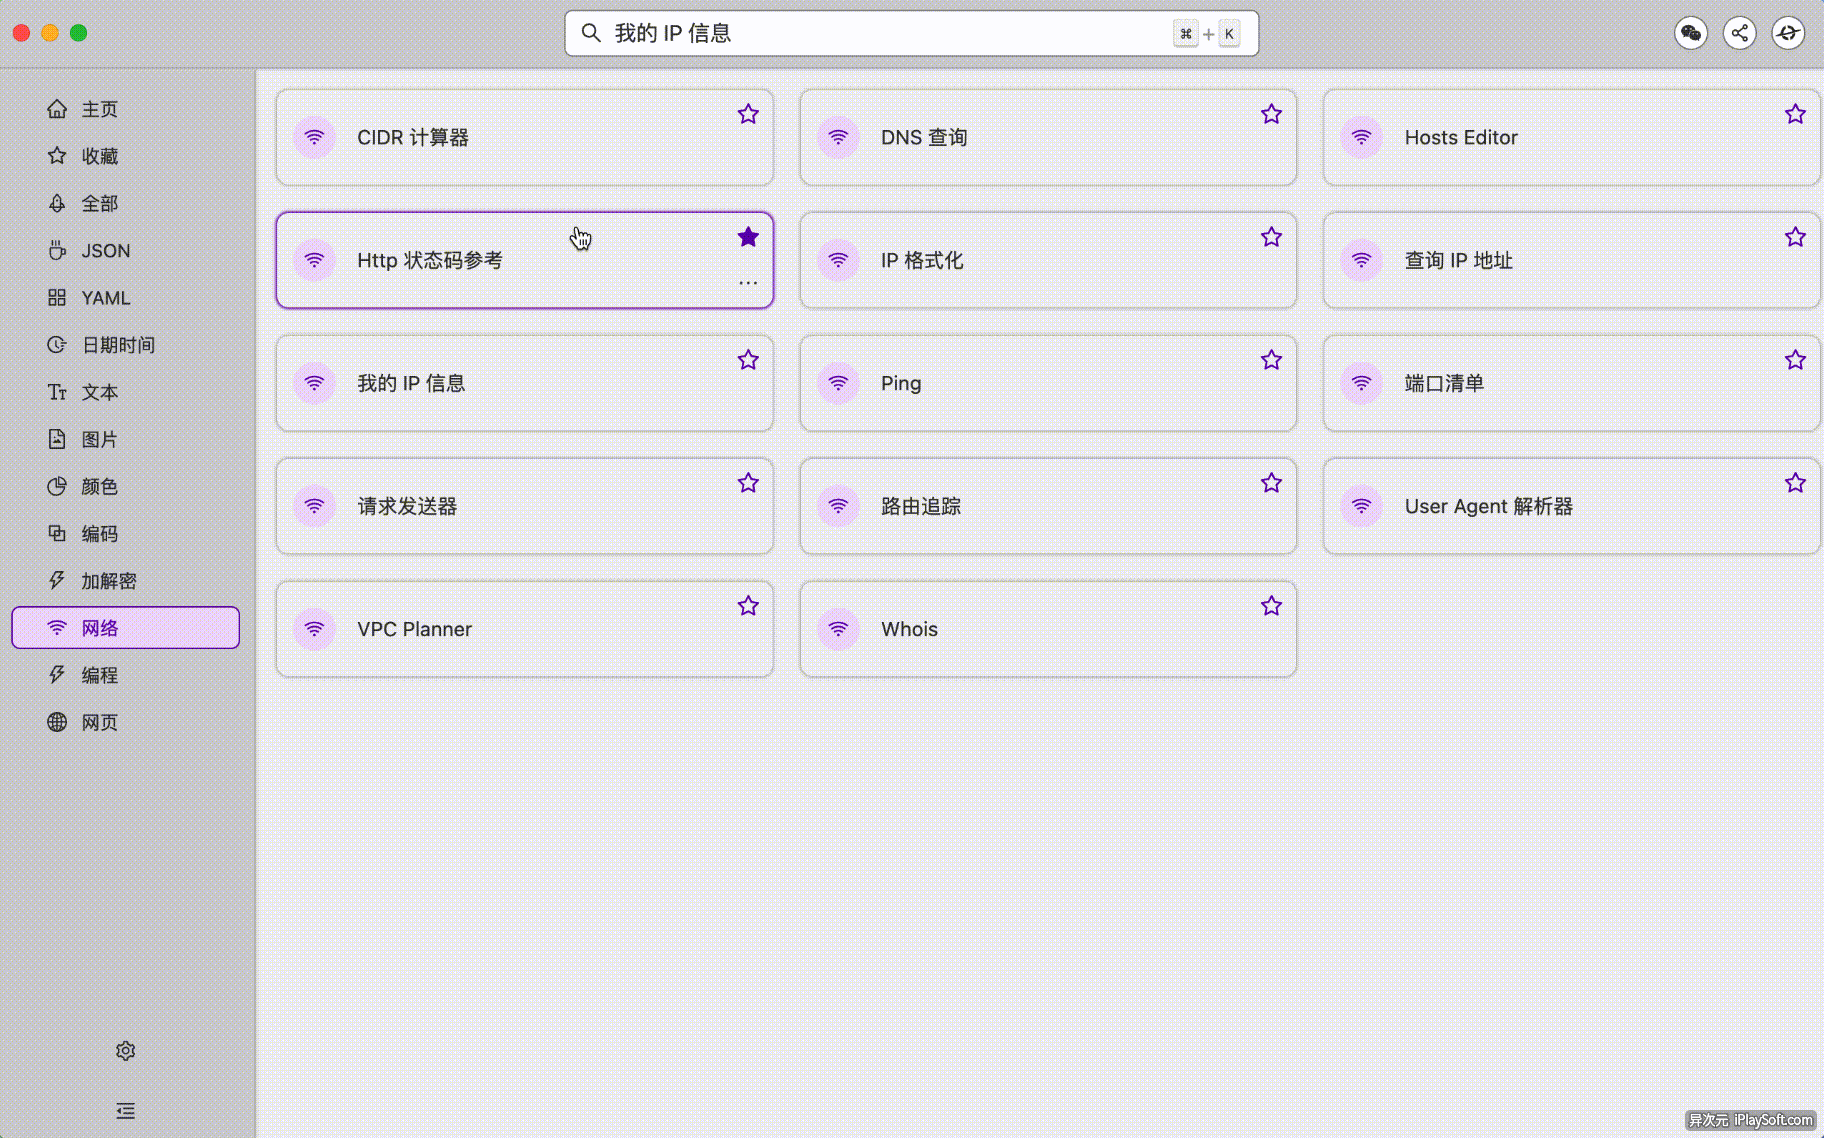 我的 IP 信息
⌘ + K
主页
收藏
全部
JSON
YAML
日期时间
文本
图片
颜色
编码
加解密
网络
编程
网页
CIDR 计算器
DNS 查询
Hosts Editor
Http 状态码参考
...
IP 格式化
查询 IP 地址
我的 IP 信息
Ping
端口清单
请求发送器
路由追踪
User Agent 解析器
VPC Planner
Whois
异次元 iPlaySoft.com